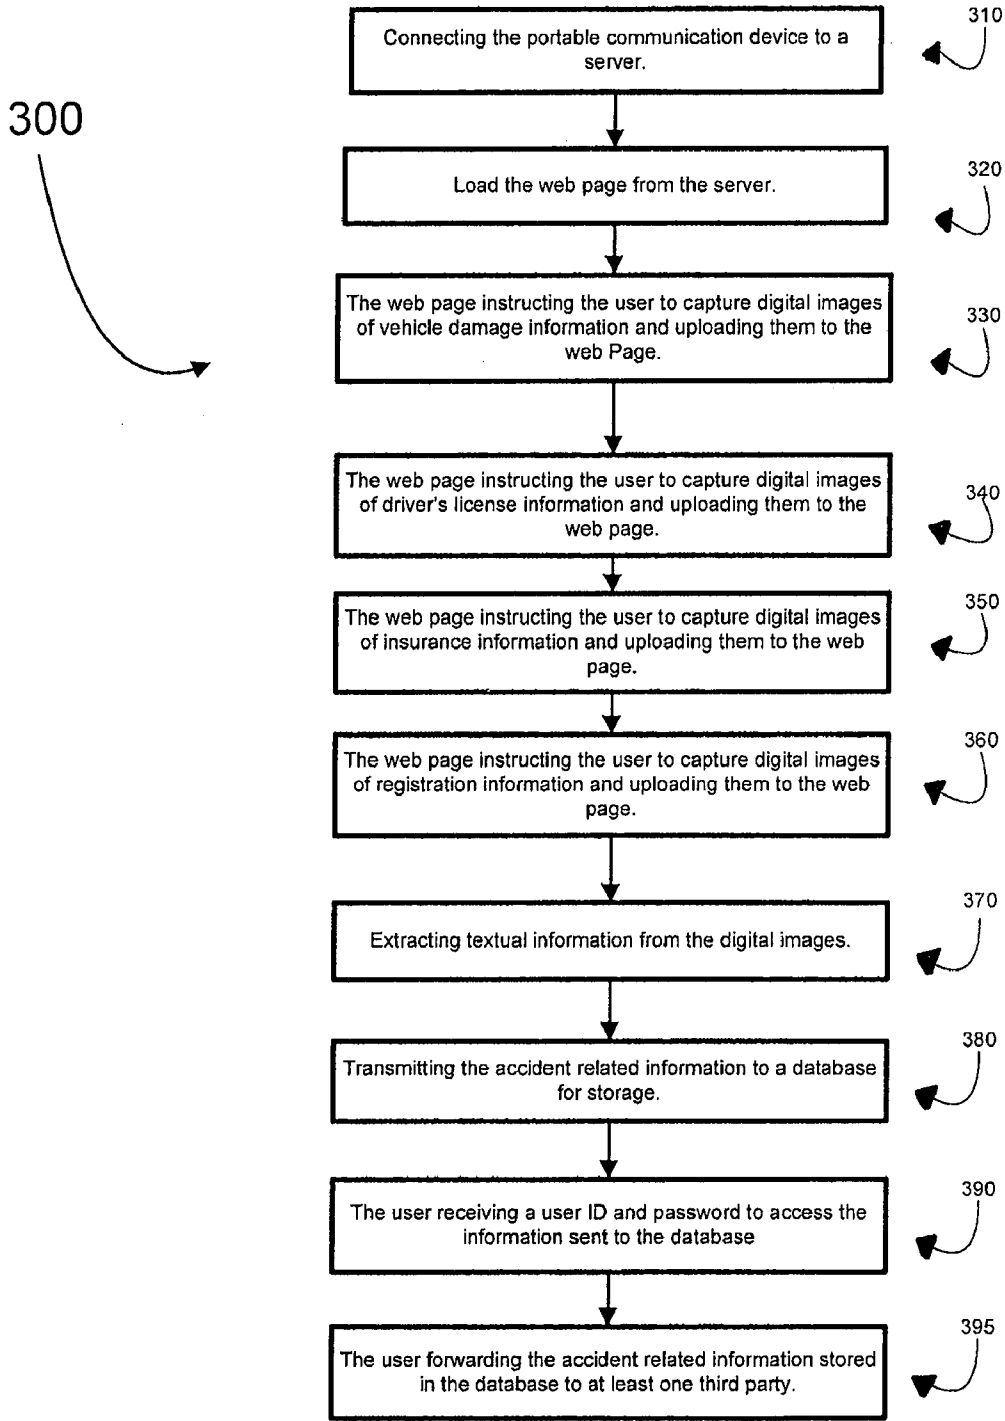 310
Connecting the portable communication device to a
server.
300
320
Load the web page from the server.
The web page instructing the user to capture digital images
of vehicle damage information and uploading them to the
web Page.
330
The web page instructing the user to capture digital images
of driver's license information and uploading them to the
web page.
340
350
The web page instructing the user to capture digital images
of insurance information and uploading them to the web
page.
360
The web page instructing the user to capture digital images
of registration information and uploading them to the web
page.
370
Extracting textual information from the digital images.
380
Transmitting the accident related information to a database
for storage.
390
The user receiving a user ID and password to access the
information sent to the database
395
The user forwarding the accident related information stored
in the database to at least one third party.